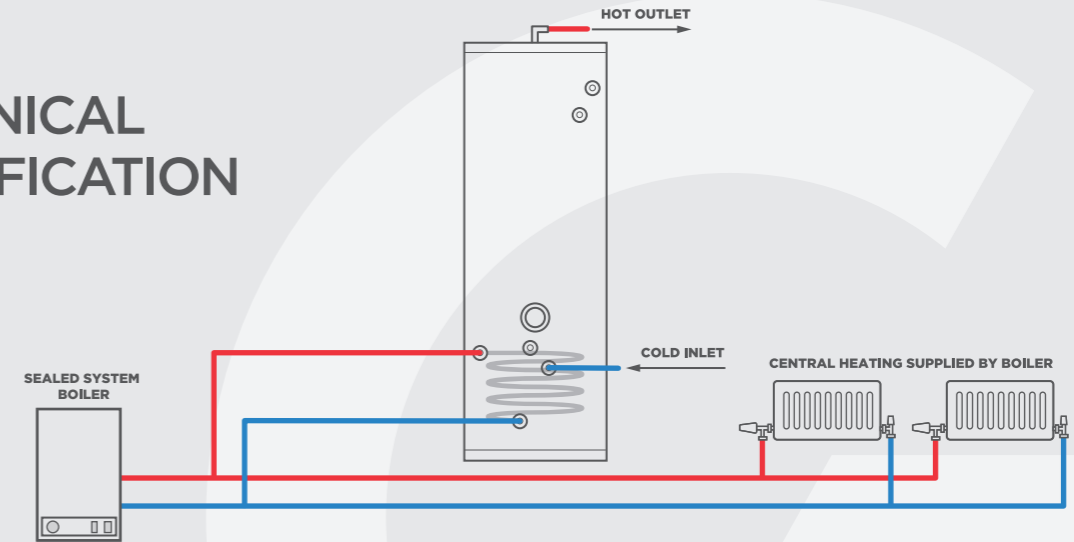 HOT OUTLET
NICAL
FICATION
COLD INLET
CENTRAL HEATING SUPPLIED BY BOILER
SEALED SYSTEM
BOILER